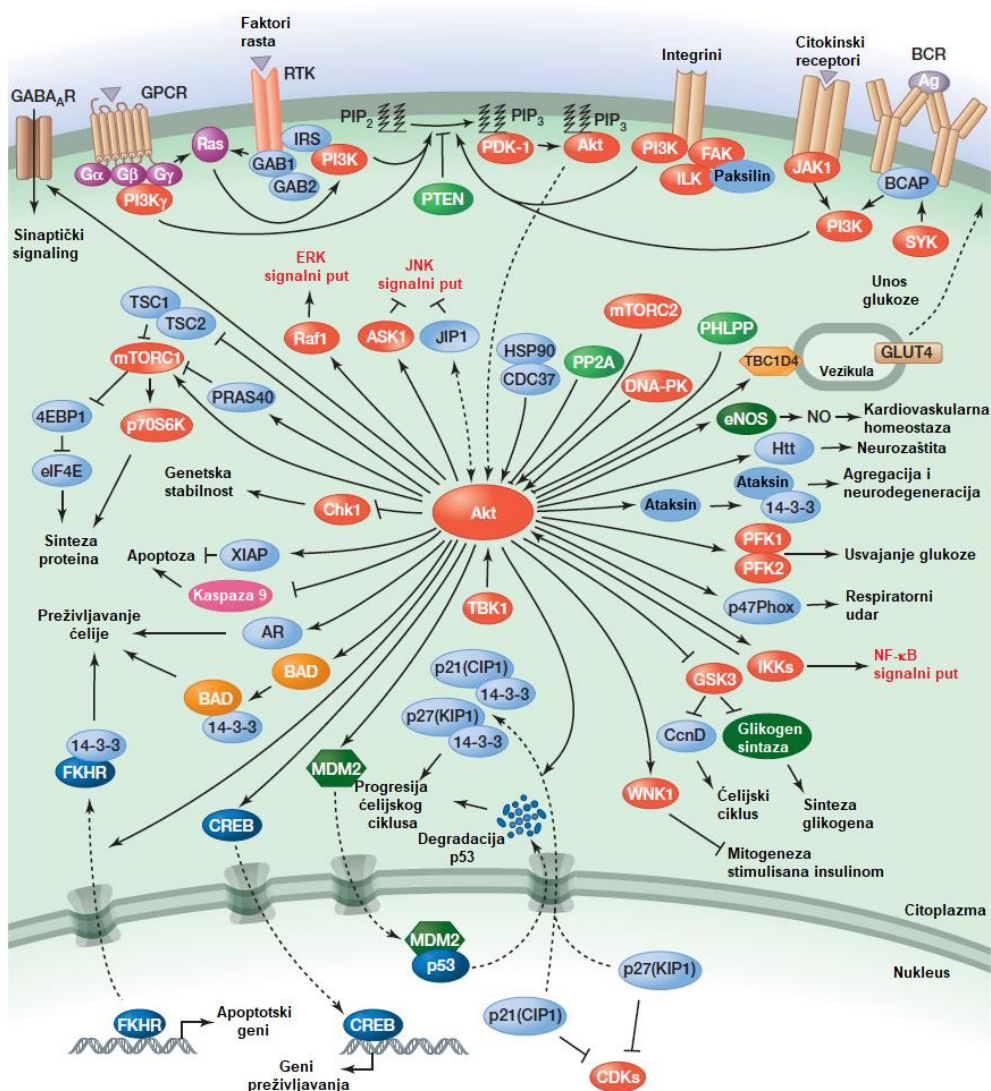 Faktori
rasta
RTK
Integrini
Citokinski
receptori
BCR
Ag
GABAAR
GPCR
PIP2
PIP3
PIP3
IRS
Ras
GAB1
PI3K
GAB2
PDK-1
Akt
PI3K
FAK
ILK
Paksilin
JAK1
BCAP
Gα
Gβ
Gγ
PI3Kγ
PTEN
PI3K
SYK
Sinaptički
signaling
ERK
signalni put
JNK
signalni put
Unos
glukoze
TSC1
TSC2
Raf1
ASK1
JIP1
mTORC2
PHLPP
HSP90
CDC37
PP2A
DNA-PK
TBC1D4
Vezikula
GLUT4
mTORC1
PRAS40
4EBP1
p70S6K
eIF4E
eNOS
NO
Kardiovaskularna
homeostaza
Htt
Neurozaštita
Genetska
stabilnost
Chk1
Akt
Ataksin
Ataksin
14-3-3
Agregacija i
neurodegeneracija
Sinteza
proteina
Apoptoza
XIAP
PFK1
PFK2
Usvajanje glukoze
Kaspaza 9
TBK1
p47Phox
Respiratorni
udar
Preživljavanje
ćelije
AR
BAD
BAD
14-3-3
p21(CIP1)
14-3-3
p27(KIP1)
14-3-3
GSK3
IKKs
NF-κB
signalni put
CcnD
Glikogen
sintaza
14-3-3
FKHR
MDM2
Progresija
ćelijskog
ciklusa
WNK1
Ćelijski
ciklus
Sinteza
glikogena
CREB
Degradacija
p53
Mitogeneza
stimulisana insulinom
Citoplazma
Nukleus
MDM2
p53
p27(KIP1)
p21(CIP1)
FKHR
Apoptotski
geni
CREB
Geni
preživljavanja
CDKs